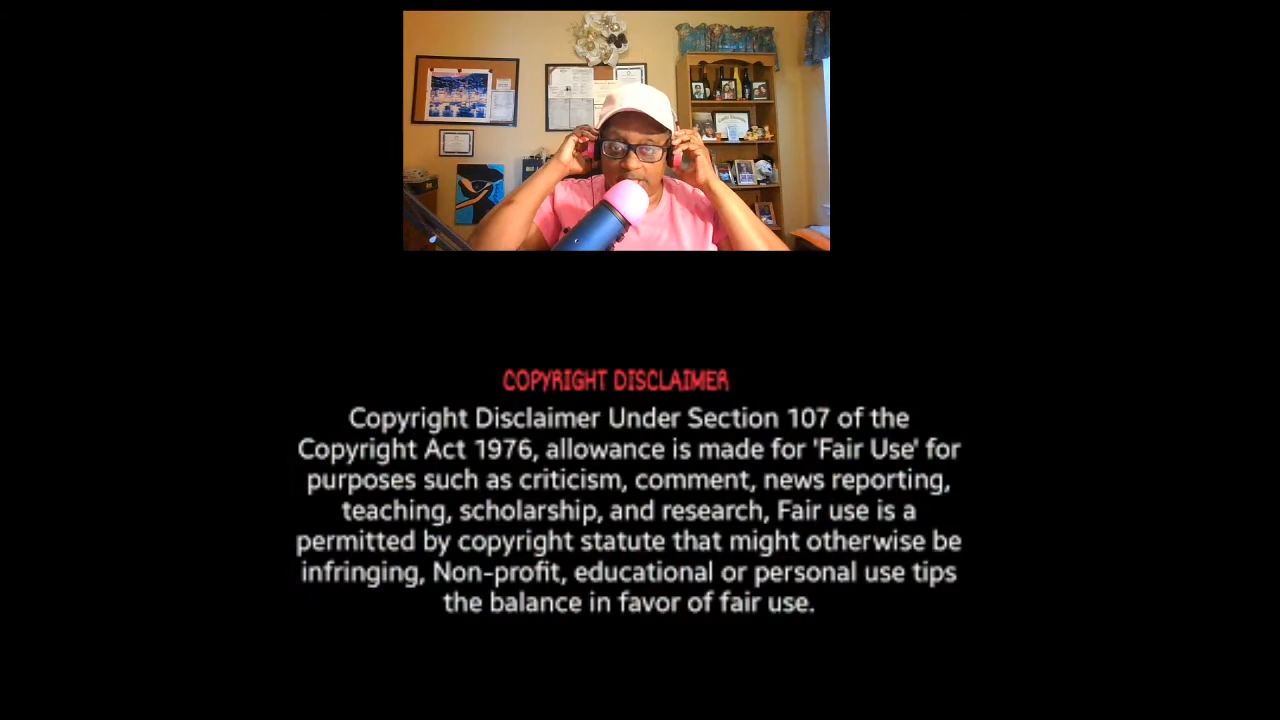 COPYRIGHT DISCLAIMER
Copyright Disclaimer Under Section 107 of the
Copyright Act 1976, allowance is made for 'Fair Use' for
purposes such as criticism, comment, news reporting,
teaching, scholarship, and research, Fair use is a
permitted by copyright statute that might otherwise be
infringing, Non-profit, educational or personal use tips
the balance in favor of fair use.